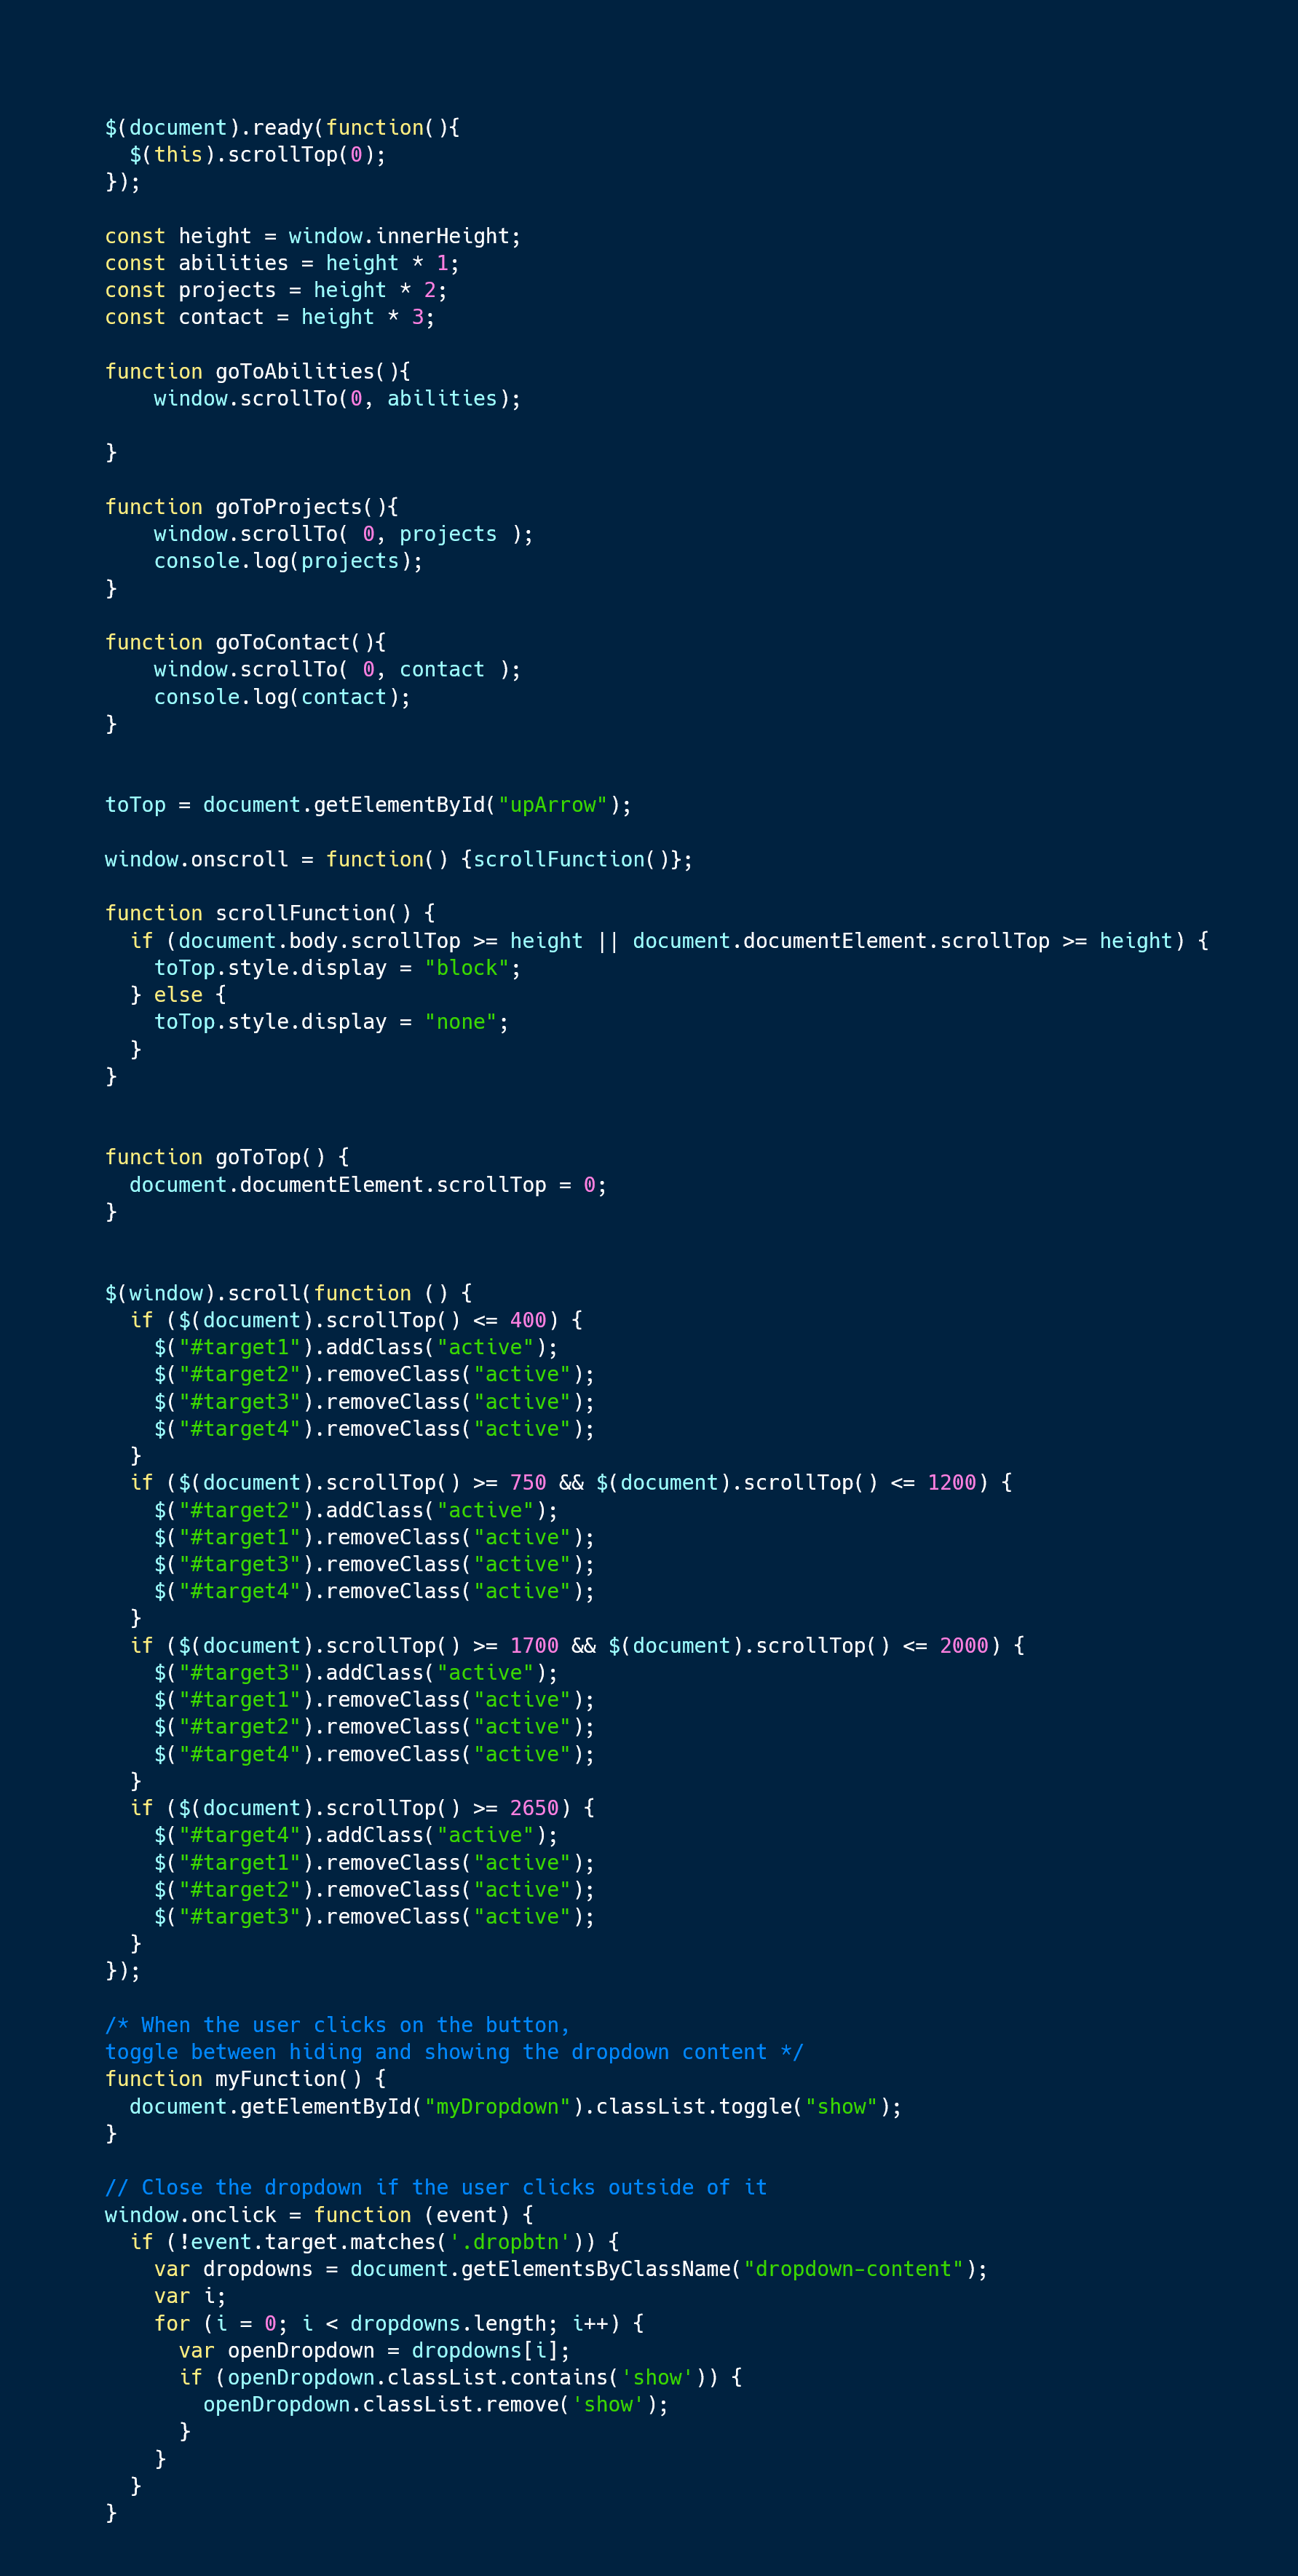 $(document).ready(function(){
  $(this).scrollTop(0);
});

const height = window.innerHeight;
const abilities = height * 1;
const projects = height * 2;
const contact = height * 3;

function goToAbilities(){
    window.scrollTo(0, abilities);

}

function goToProjects(){
    window.scrollTo( 0, projects );
    console.log(projects);
}

function goToContact(){
    window.scrollTo( 0, contact );
    console.log(contact);
}


toTop = document.getElementById("upArrow");

window.onscroll = function() {scrollFunction()};

function scrollFunction() {
  if (document.body.scrollTop >= height || document.documentElement.scrollTop >= height) {
    toTop.style.display = "block";
  } else {
    toTop.style.display = "none";
  }
}


function goToTop() {
  document.documentElement.scrollTop = 0;
}


$(window).scroll(function () {
  if ($(document).scrollTop() <= 400) {
    $("#target1").addClass("active");
    $("#target2").removeClass("active");
    $("#target3").removeClass("active");
    $("#target4").removeClass("active");
  }
  if ($(document).scrollTop() >= 750 && $(document).scrollTop() <= 1200) {
    $("#target2").addClass("active");
    $("#target1").removeClass("active");
    $("#target3").removeClass("active");
    $("#target4").removeClass("active");
  }
  if ($(document).scrollTop() >= 1700 && $(document).scrollTop() <= 2000) {
    $("#target3").addClass("active");
    $("#target1").removeClass("active");
    $("#target2").removeClass("active");
    $("#target4").removeClass("active");
  }
  if ($(document).scrollTop() >= 2650) {
    $("#target4").addClass("active");
    $("#target1").removeClass("active");
    $("#target2").removeClass("active");
    $("#target3").removeClass("active");
  }
});

/* When the user clicks on the button,
toggle between hiding and showing the dropdown content */
function myFunction() {
  document.getElementById("myDropdown").classList.toggle("show");
}

// Close the dropdown if the user clicks outside of it
window.onclick = function (event) {
  if (!event.target.matches('.dropbtn')) {
    var dropdowns = document.getElementsByClassName("dropdown-content");
    var i;
    for (i = 0; i < dropdowns.length; i++) {
      var openDropdown = dropdowns[i];
      if (openDropdown.classList.contains('show')) {
        openDropdown.classList.remove('show');
      }
    }
  }
}